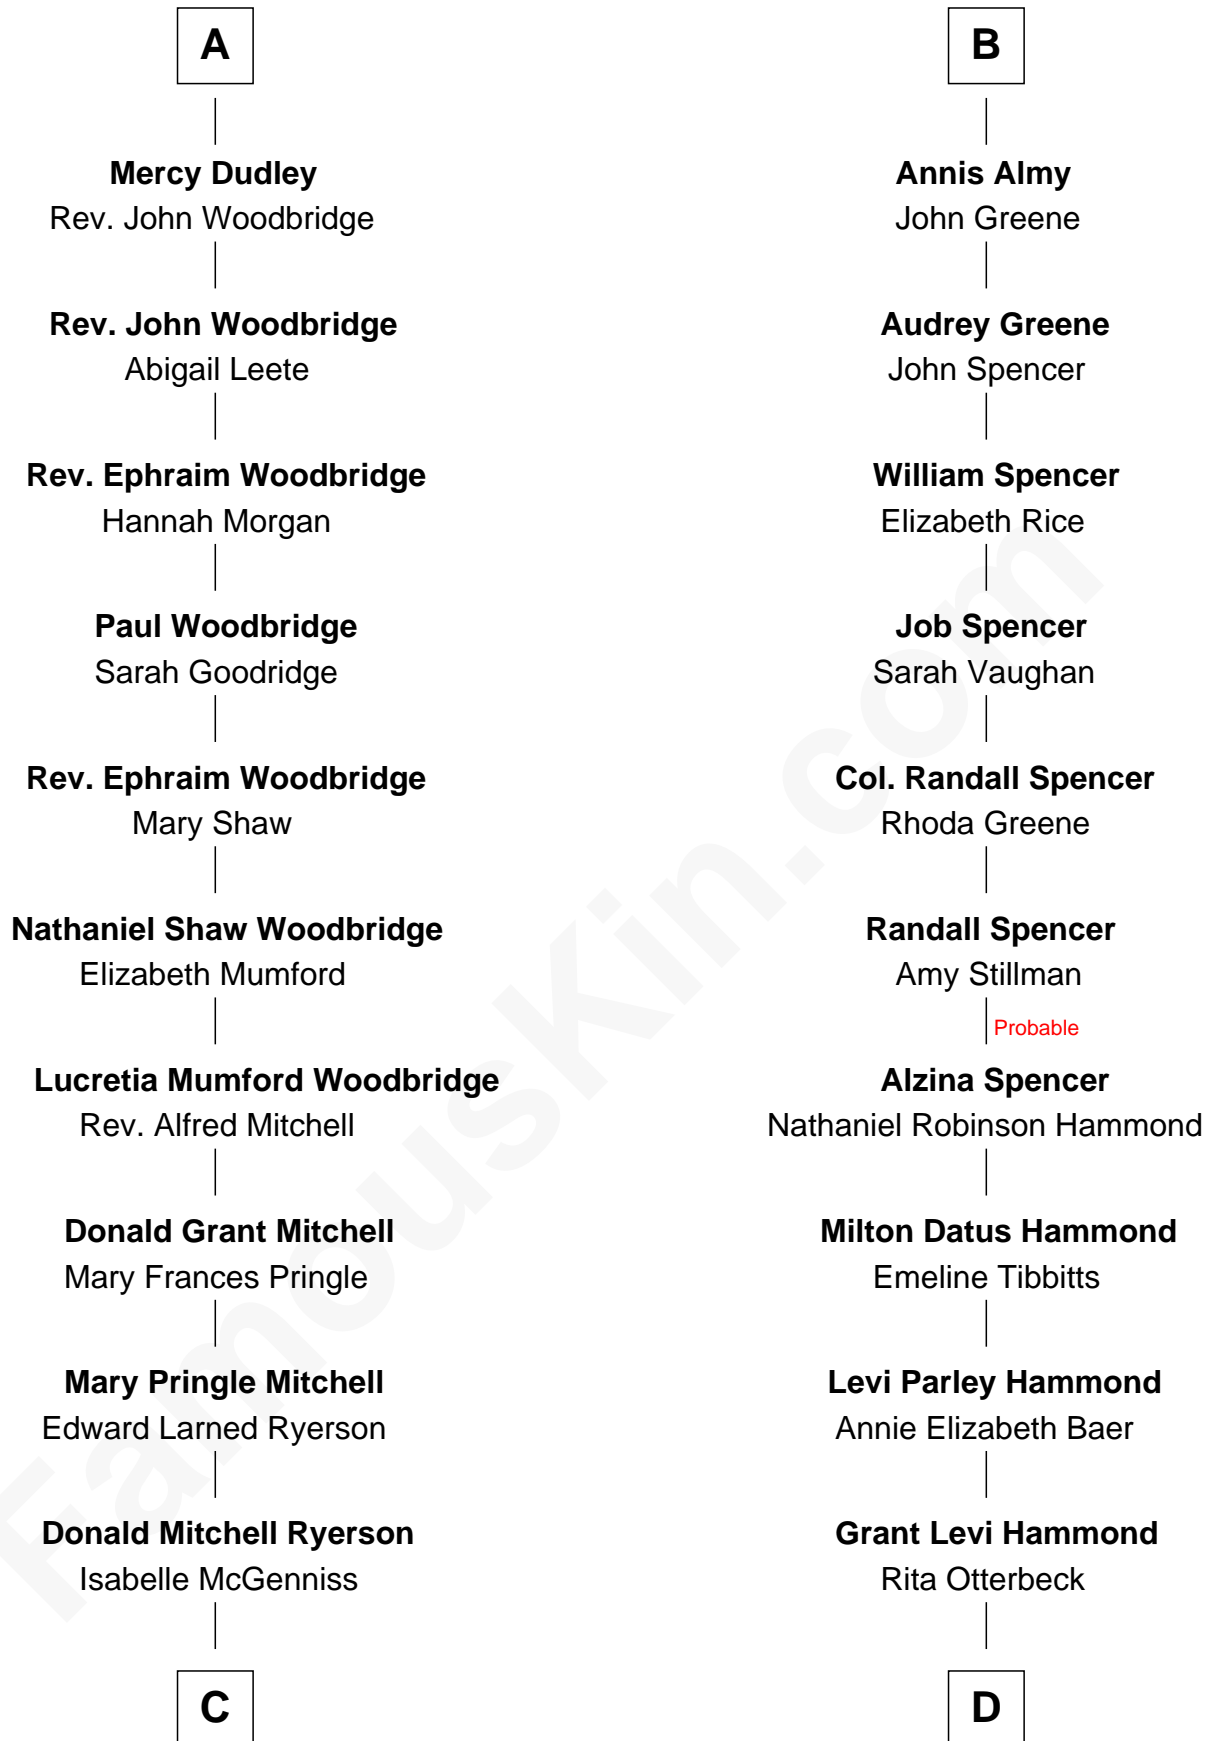 A
Mercy Dudley
Rev. John Woodbridge
Rev. John Woodbridge
Abigail Leete
Rev. Ephraim Woodbridge
Hannah Morgan
Paul Woodbridge
Sarah Goodridge
Rev. Ephraim Woodbridge
Mary Shaw
Nathaniel Shaw Woodbridge
Elizabeth Mumford
Lucretia Mumford Woodbridge
Rev. Alfred Mitchell
Donald Grant Mitchell
Mary Frances Pringle
Mary Pringle Mitchell
Edward Larned Ryerson
Donald Mitchell Ryerson
Isabelle McGenniss
C
B
Annis Almy
John Greene
Audrey Greene
John Spencer
William Spencer
Elizabeth Rice
Job Spencer
Sarah Vaughan
Col. Randall Spencer
Rhoda Greene
Randall Spencer
Amy Stillman
Probable
Alzina Spencer
Nathaniel Robinson Hammond
Milton Datus Hammond
Emeline Tibbitts
Levi Parley Hammond
Annie Elizabeth Baer
Grant Levi Hammond
Rita Otterbeck
D
FamousKin.com